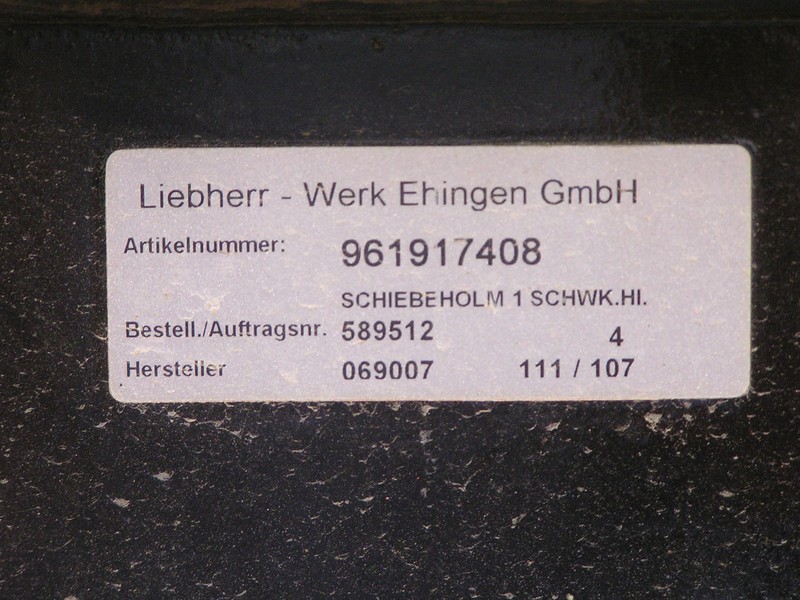 Liebherr - Werk Ehingen GmbH
Artikelnummer: 961917408
SCHIEBEHOLM 1 SCHWK.HI.
Bestell./Auftragsnr. 589512 4
Hersteller 069007 111 / 107